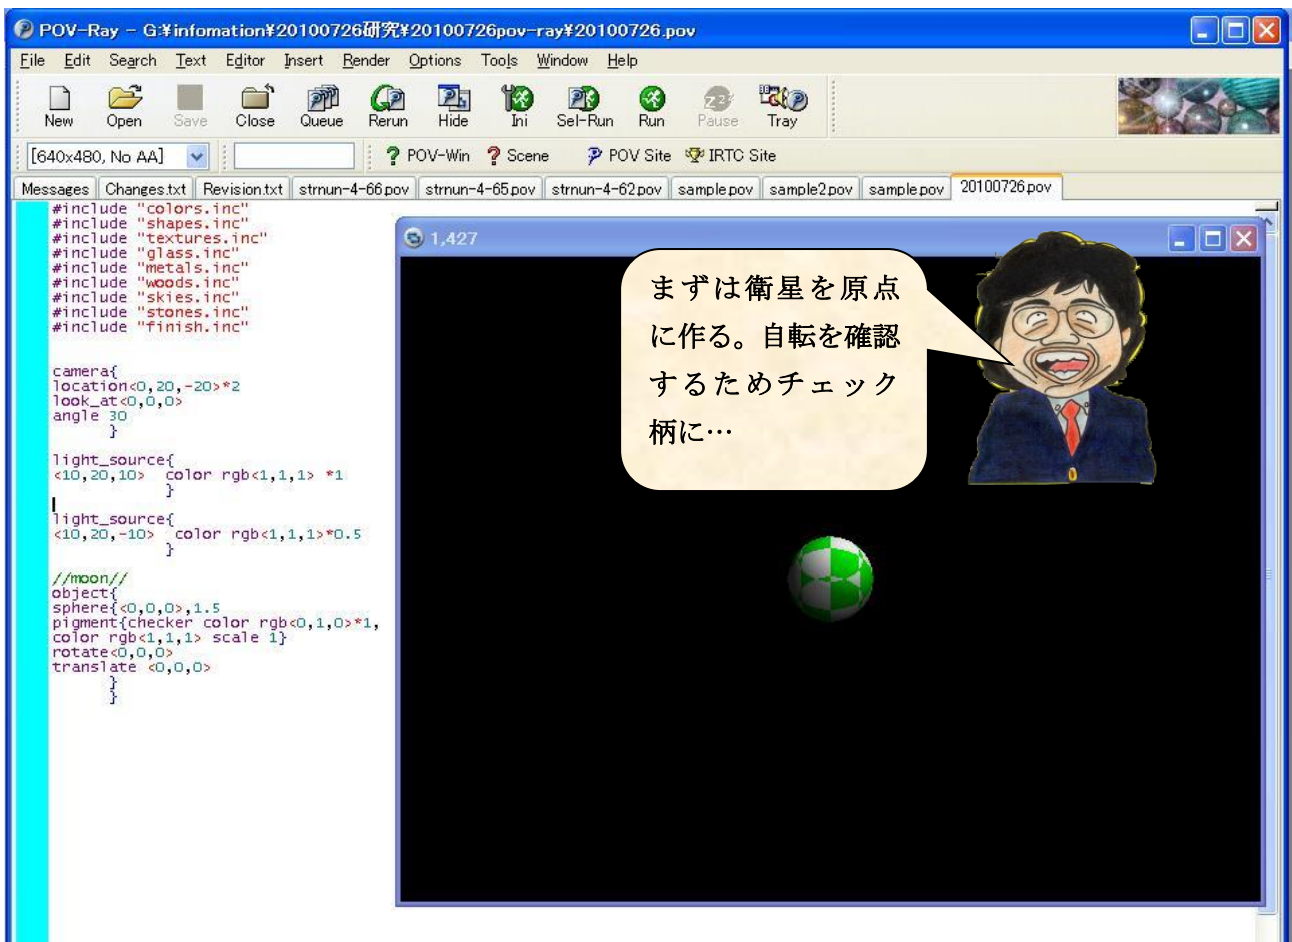 POV-Ray - G:¥infomation¥20100726研究¥20100726pov-ray¥20100726.pov
File Edit Search Text Editor Insert Render Options Tools Window Help
New Open Save Close Queue Rerun Hide Ini Sel-Run Run Pause Tray
[640x480, No AA] POV-Win Scene POV Site IRTC Site
Messages Changes.txt Revision.txt strnun-4-66.pov strnun-4-65.pov strnun-4-62.pov sample.pov sample2.pov sample.pov 20100726.pov
#include "colors.inc"
#include "shapes.inc"
#include "textures.inc"
#include "glass.inc"
#include "metals.inc"
#include "woods.inc"
#include "skies.inc"
#include "stones.inc"
#include "finish.inc"
camera{
location<0,20,-20>*2
look_at<0,0,0>
angle 30
}
light_source{
<10,20,10> color rgb<1,1,1> *1
}
light_source{
<10,20,-10> color rgb<1,1,1>*0.5
}
//moon//
object{
sphere{<0,0,0>,1.5
pigment{checker color rgb<0,1,0>*1,
color rgb<1,1,1> scale 1}
rotate<0,0,0>
translate <0,0,0>
}
}
1,427
まずは衛星を原点
に作る。自転を確認
するためチェック
柄に…